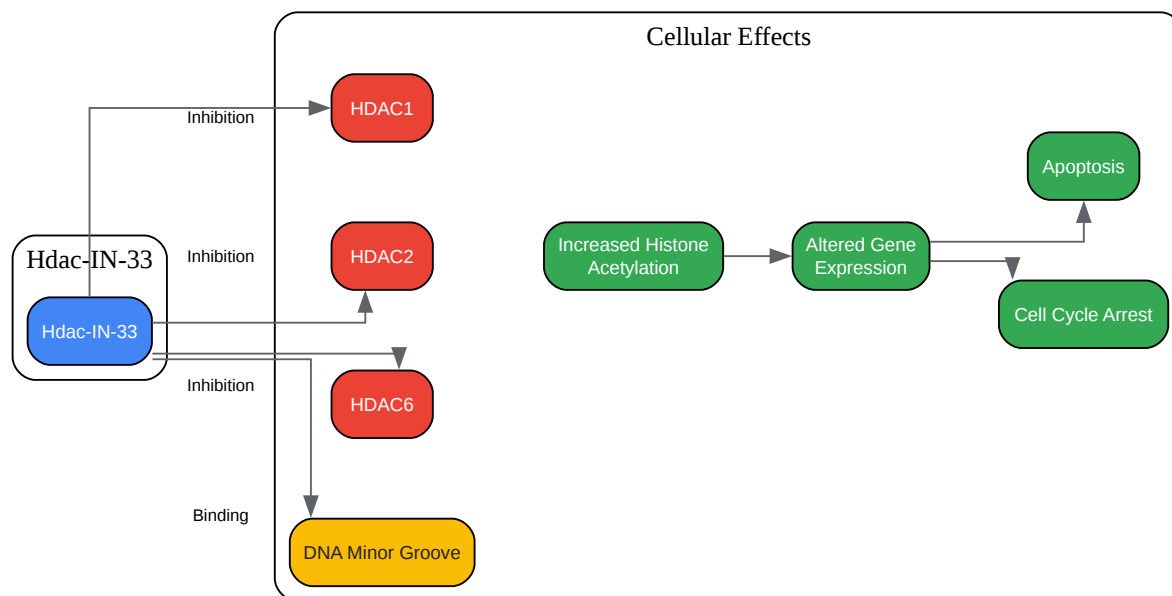 Cellular Effects
HDAC1
Inhibition
Apoptosis
Hdac-IN-33
Inhibition
HDAC2
Increased Histone
Acetylation
Altered Gene
Expression
Hdac-IN-33
Cell Cycle Arrest
Inhibition
HDAC6
Binding
DNA Minor Groove